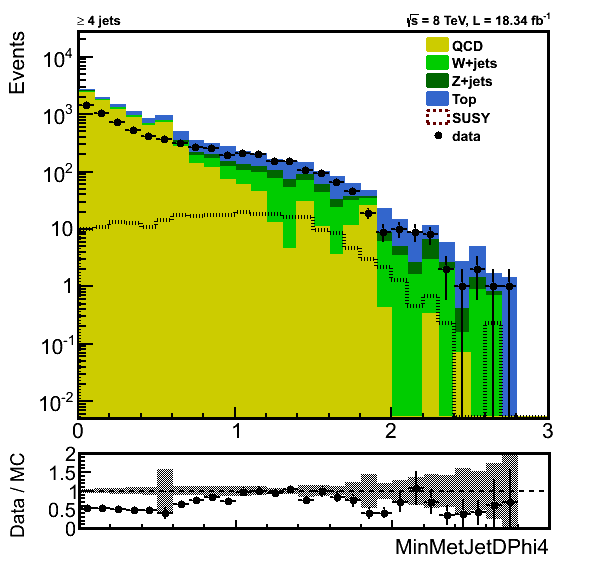 ≥ 4 jets
√s = 8 TeV, L = 18.34 fb⁻¹
Events
QCD
W+jets
Z+jets
Top
SUSY
data
10⁴
10³
10²
10
1
10⁻¹
10⁻²
0 1 2 3
Data / MC
2
1.5
1
0.5
0
MinMetJetDPhi4